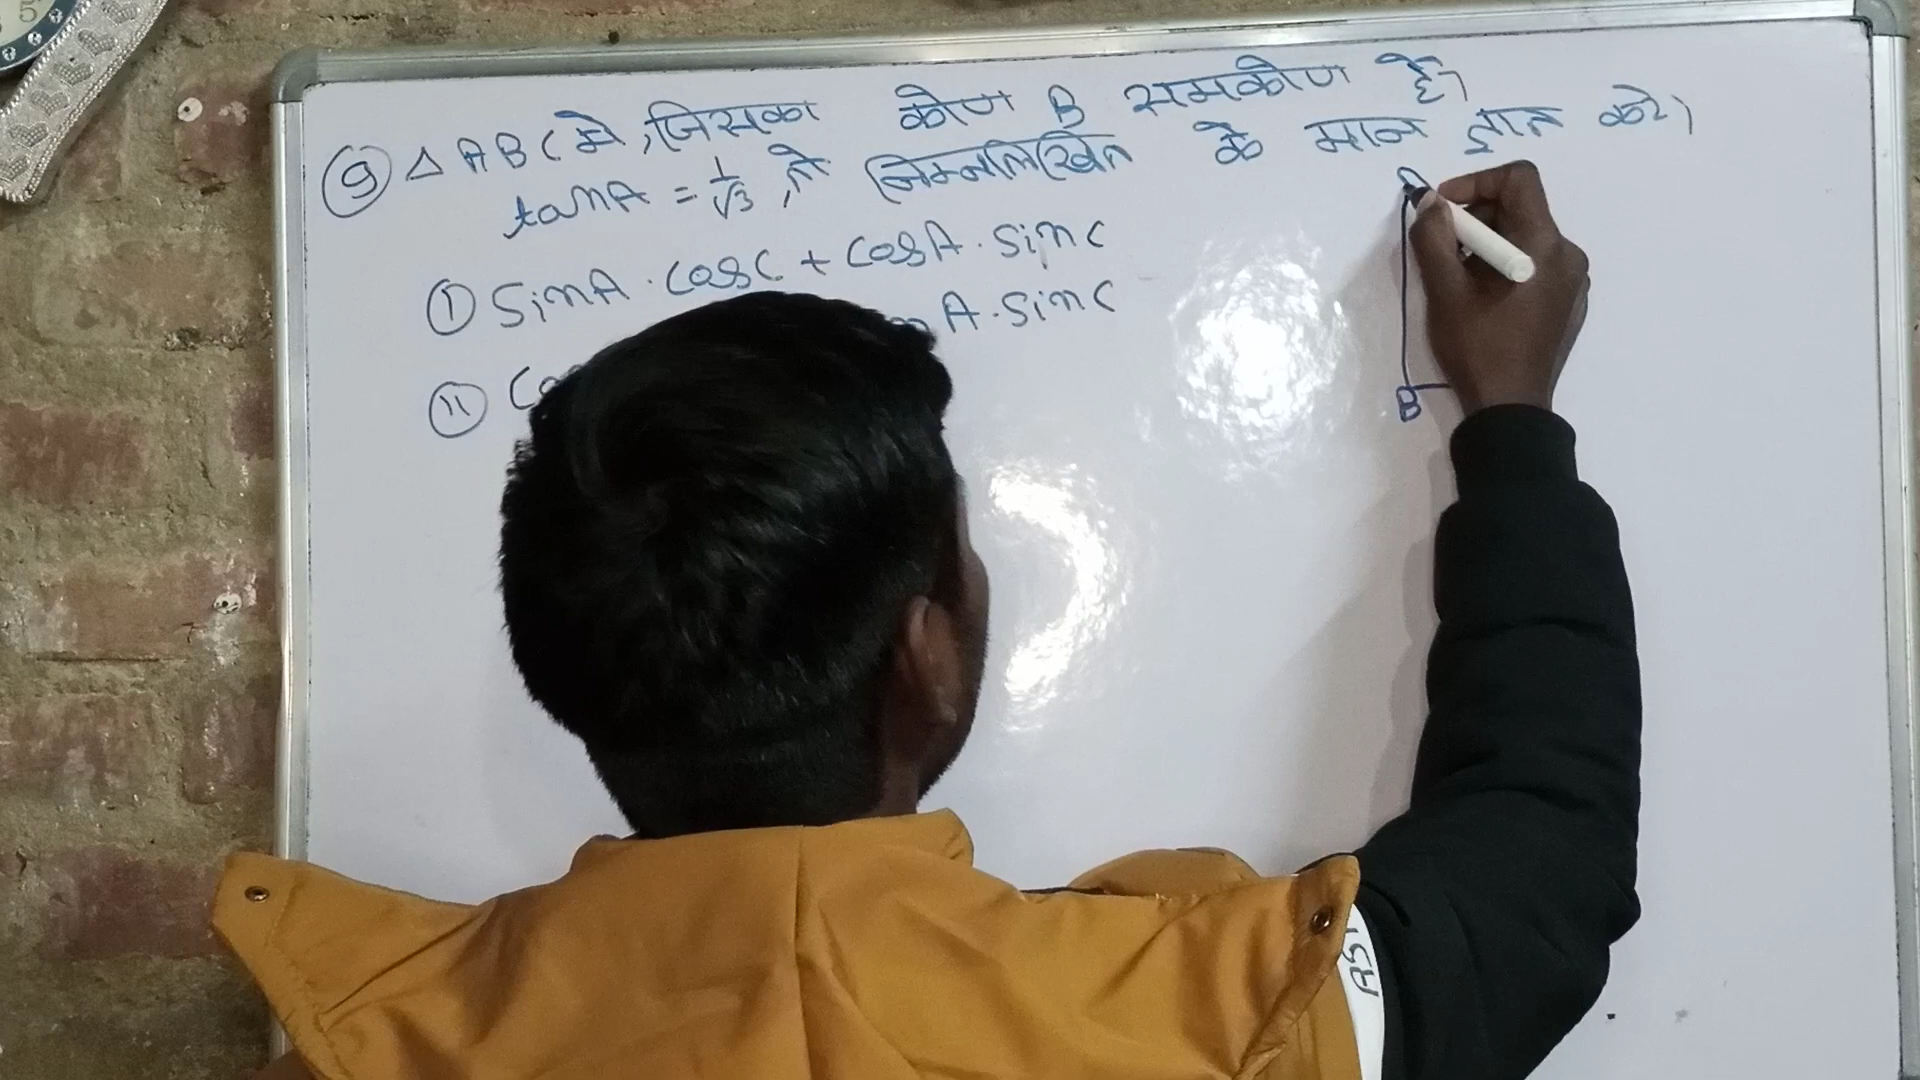 9 △ ABC में, जिसका कोण B समकोण है।
tanA = 1/√3, तो निम्नलिखित के मान ज्ञात करे।
(i) SinA · CosC + CosA · SinC
(ii) A · SinC
B